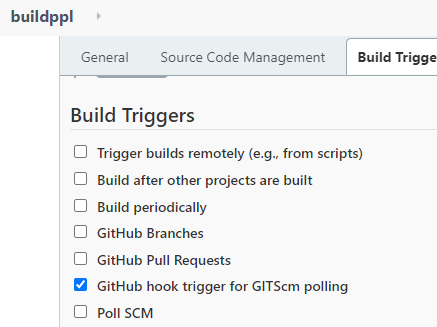 buildppl
General Source Code Management Build Trigge
Build Triggers
Trigger builds remotely (e.g., from scripts)
Build after other projects are built
Build periodically
GitHub Branches
GitHub Pull Requests
GitHub hook trigger for GITScm polling
Poll SCM